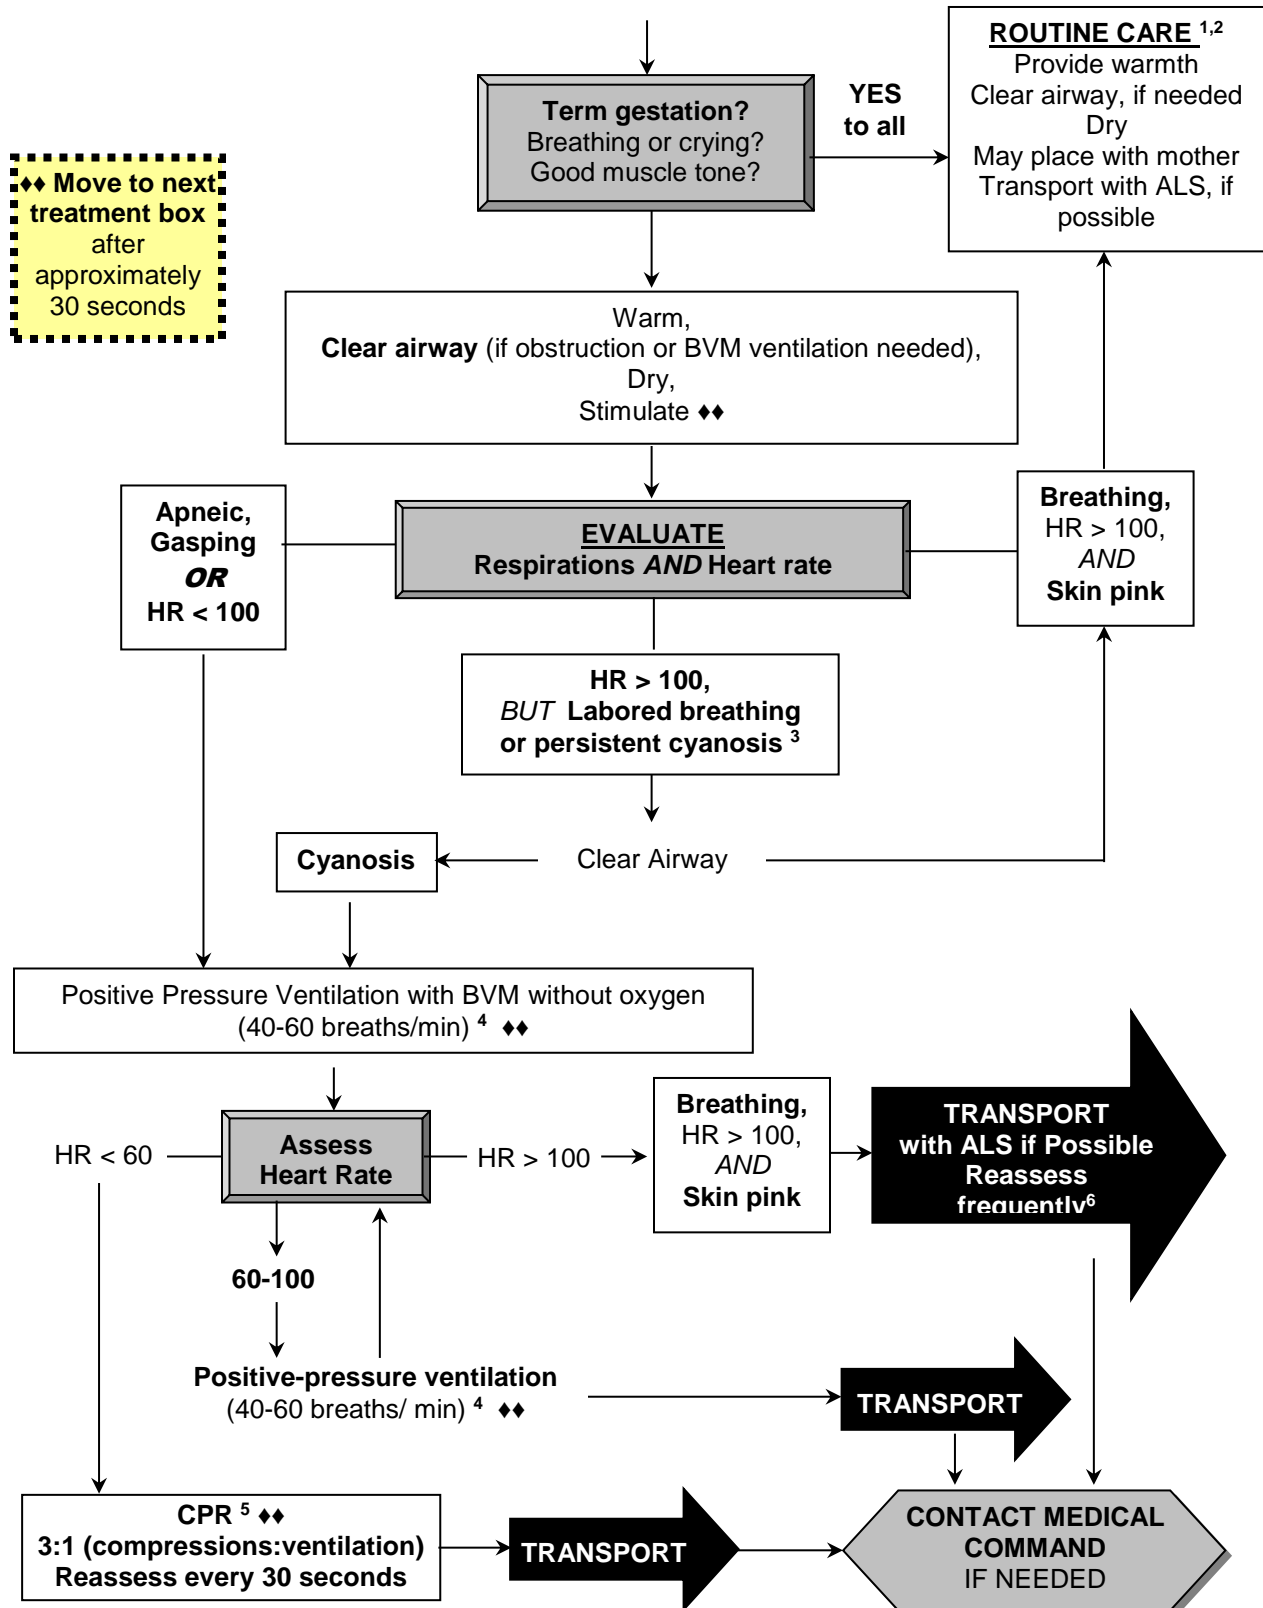 ROUTINE CARE 1,2
Provide warmth
Clear airway, if needed
Dry
May place with mother
Transport with ALS, if
possible
Term gestation?
Breathing or crying?
Good muscle tone?
YES
to all
♦♦ Move to next
treatment box
after
approximately
30 seconds
Warm,
Clear airway (if obstruction or BVM ventilation needed),
Dry,
Stimulate ♦♦
Apneic,
Gasping
OR
HR < 100
EVALUATE
Respirations AND Heart rate
Breathing,
HR > 100,
AND
Skin pink
HR > 100,
BUT Labored breathing
or persistent cyanosis 3
Cyanosis
Clear Airway
Positive Pressure Ventilation with BVM without oxygen
(40-60 breaths/min) 4 ♦♦
HR < 60
Assess
Heart Rate
HR > 100
Breathing,
HR > 100,
AND
Skin pink
TRANSPORT
with ALS if Possible
Reassess
frequently6
60-100
Positive-pressure ventilation
(40-60 breaths/ min) 4 ♦♦
TRANSPORT
CPR 5 ♦♦
3:1 (compressions:ventilation)
Reassess every 30 seconds
TRANSPORT
CONTACT MEDICAL
COMMAND
IF NEEDED